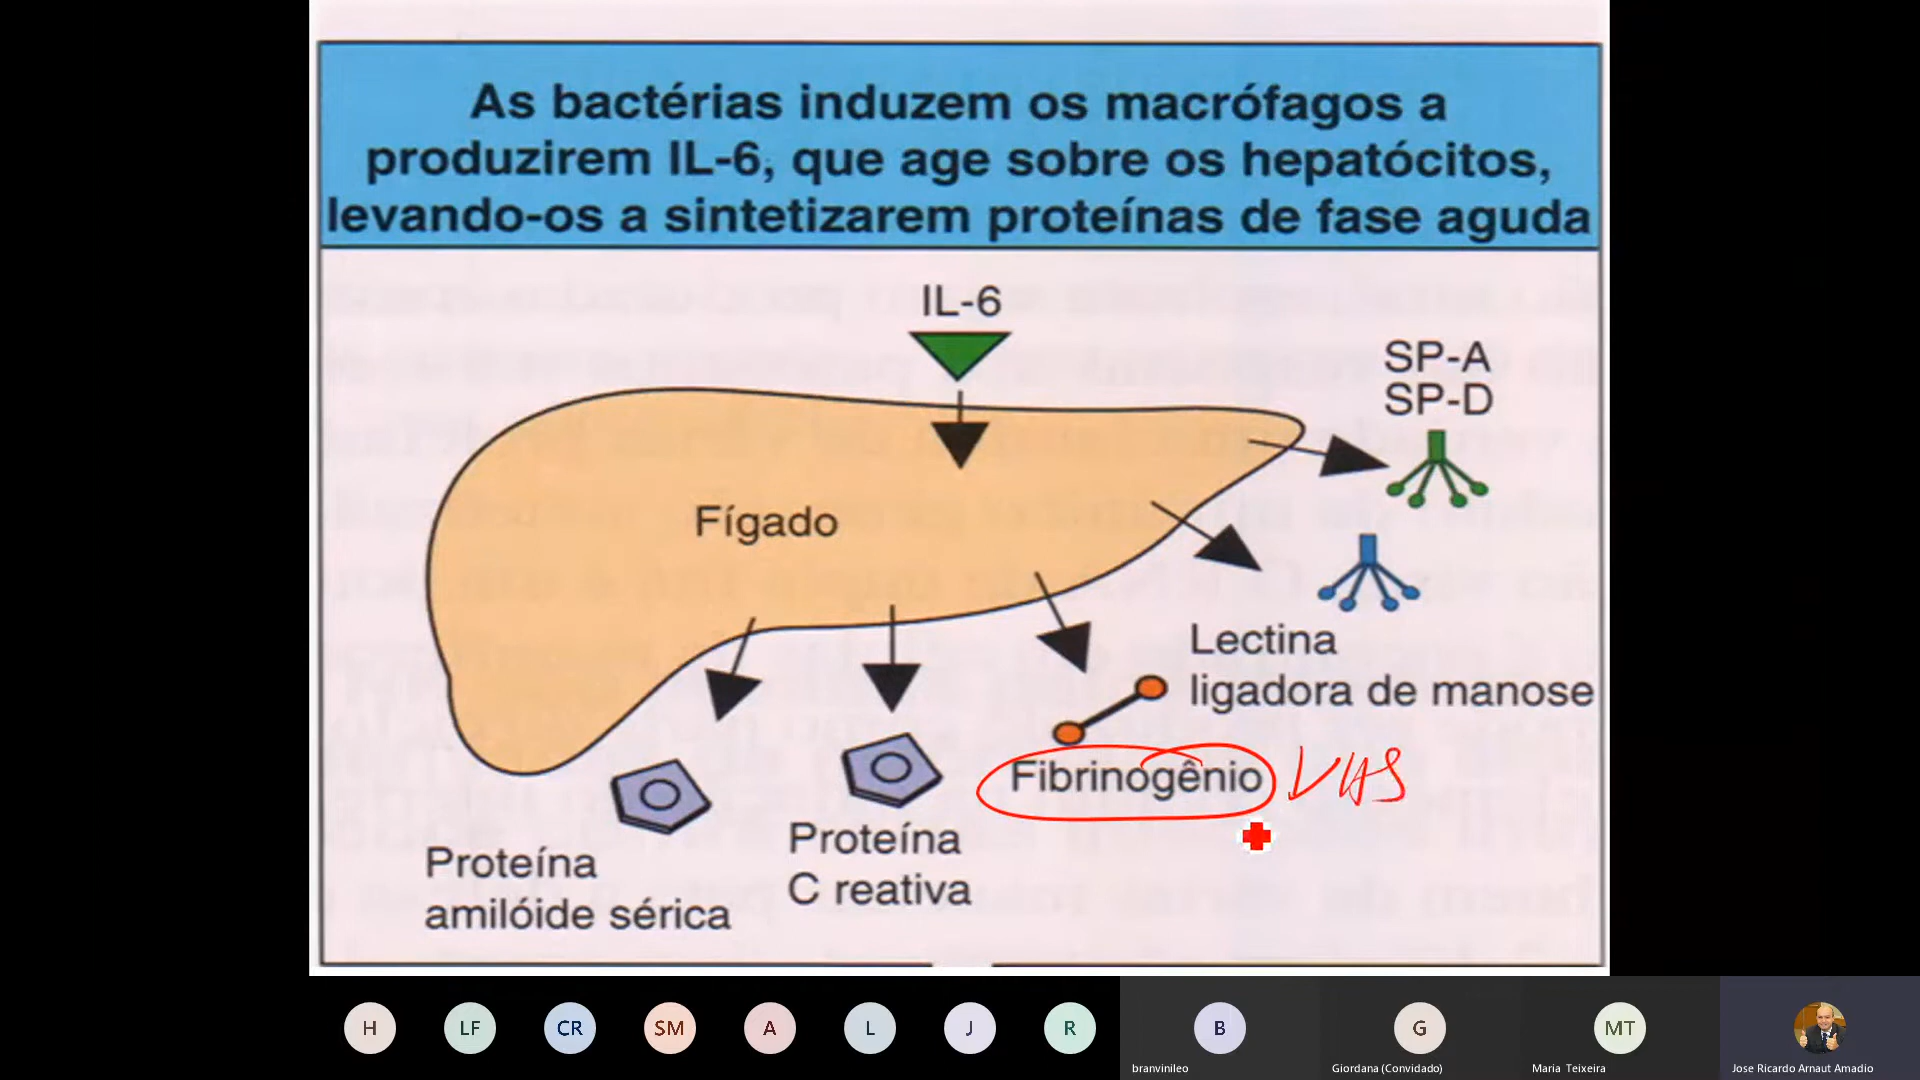 As bactérias induzem os macrófagos a
produzirem IL-6, que age sobre os hepatócitos,
levando-os a sintetizarem proteínas de fase aguda
IL-6
SP-A
SP-D
Fígado
Lectina
ligadora de manose
Fibrinogênio VHS
Proteína
C reativa
Proteína
amilóide sérica
H
LF
CR
SM
A
L
J
R
B
G
MT
branvinileo
Giordana (Convidado)
Maria Teixeira
Jose Ricardo Arnaut Amadio